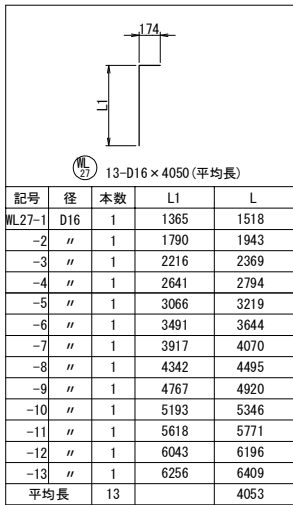 174
L1
WL
27
13-D16×4050(平均長)
記号 径 本数 L1 L
WL27-1 D16 1 1365 1518
-2 〃 1 1790 1943
-3 〃 1 2216 2369
-4 〃 1 2641 2794
-5 〃 1 3066 3219
-6 〃 1 3491 3644
-7 〃 1 3917 4070
-8 〃 1 4342 4495
-9 〃 1 4767 4920
-10 〃 1 5193 5346
-11 〃 1 5618 5771
-12 〃 1 6043 6196
-13 〃 1 6256 6409
平均長 13 4053